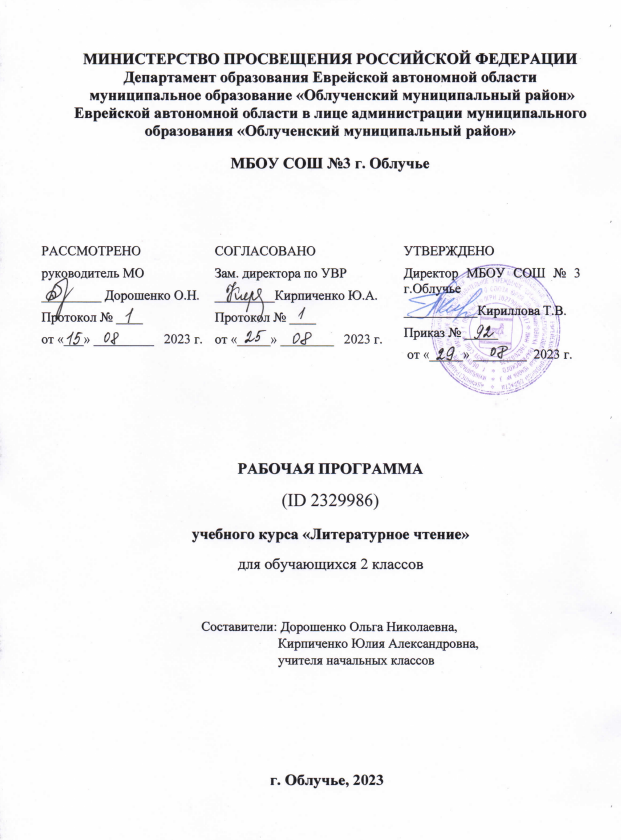 МИНИСТЕРСТВО ПРОСВЕЩЕНИЯ РОССИЙСКОЙ ФЕДЕРАЦИИ
Департамент образования Еврейской автономной области
муниципальное образование «Облученский муниципальный район»
Еврейской автономной области в лице администрации муниципального
образования «Облученский муниципальный район»
МБОУ СОШ №3 г. Облучье
РАССМОТРЕНО
руководитель МО
Дорошенко О.Н.
Протокол № 1
от «15» 08 2023 г.
СОГЛАСОВАНО
Зам. директора по УВР
Кирпиченко Ю.А.
Протокол № 1
от « 25 » 08 2023 г.
УТВЕРЖДЕНО
Директор МБОУ СОШ № 3
г.Облучье
Кириллова Т.В.
Приказ № 92
от « 29 » 08 2023 г.
РАБОЧАЯ ПРОГРАММА
(ID 2329986)
учебного курса «Литературное чтение»
для обучающихся 2 классов
Составители: Дорошенко Ольга Николаевна,
Кирпиченко Юлия Александровна,
учителя начальных классов
г. Облучье, 2023